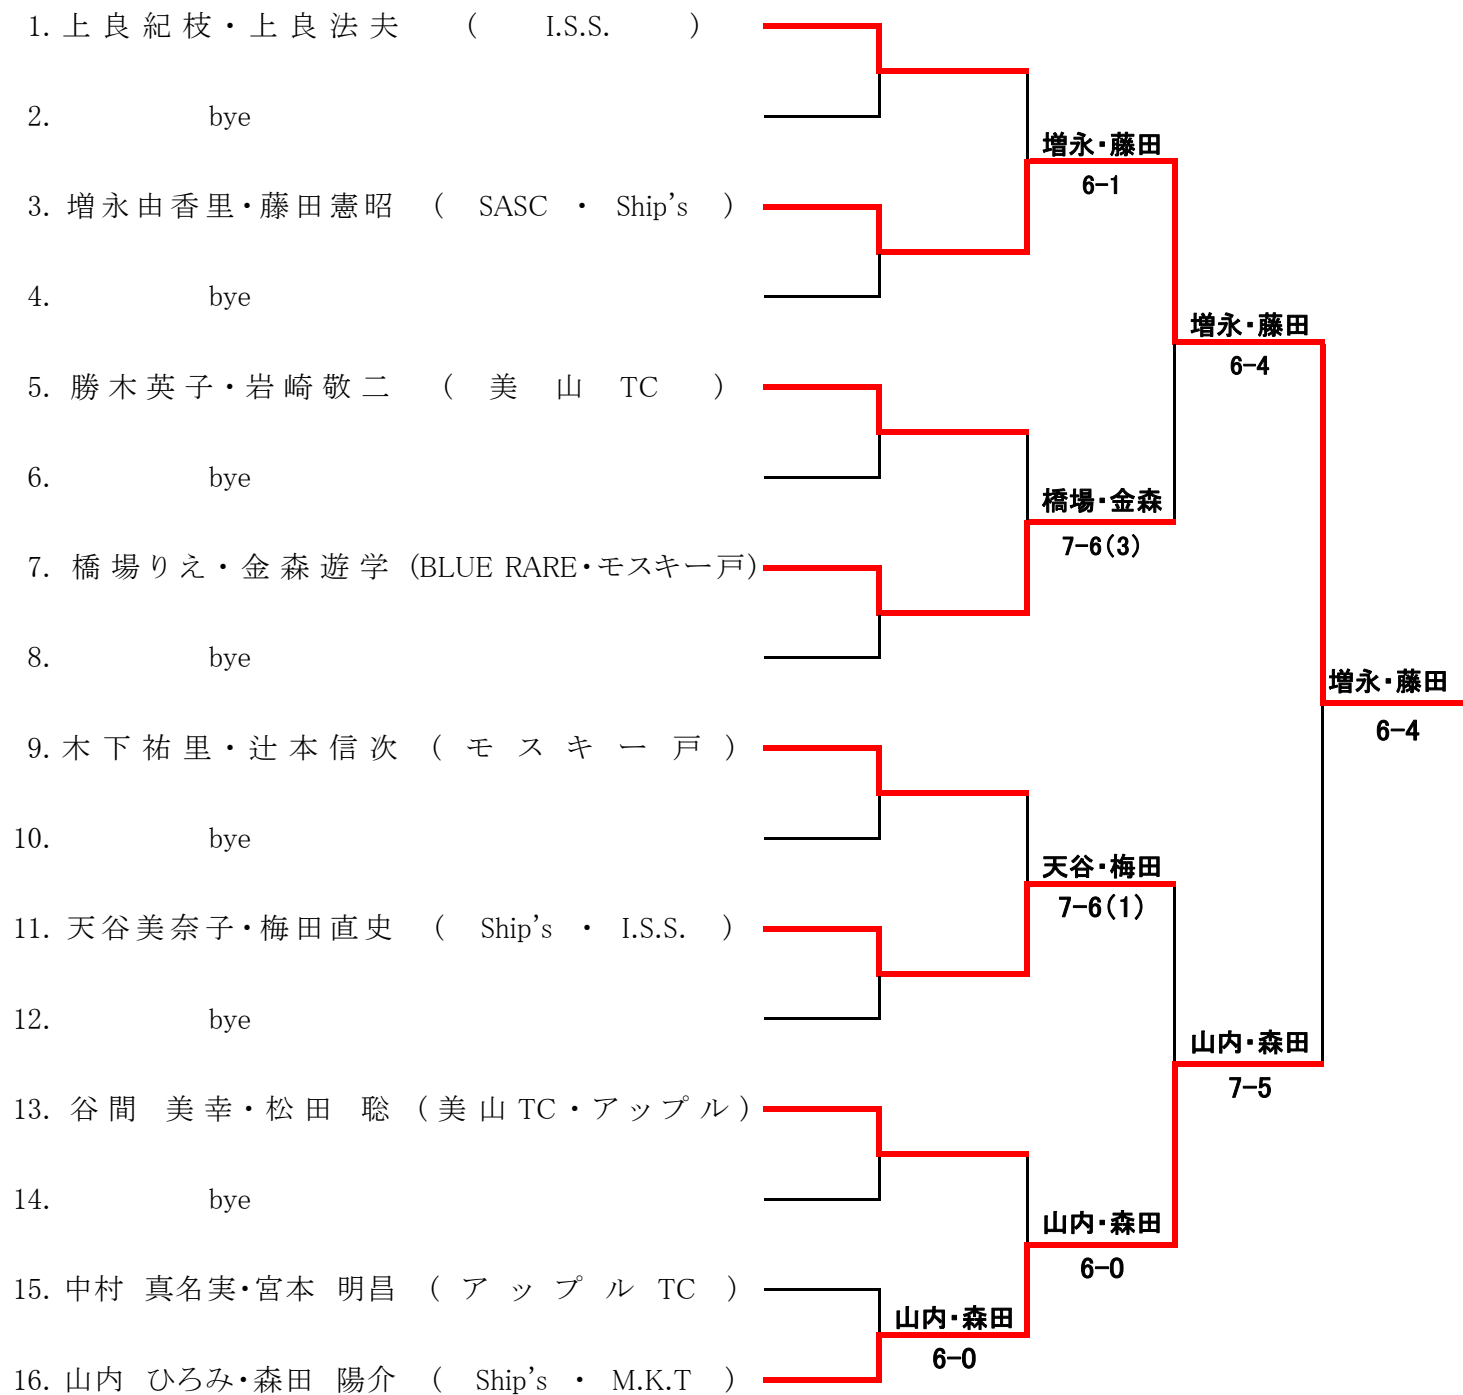 1. 上良紀枝・上良法夫 ( I.S.S. )
2. bye
増永・藤田
6-1
3. 増永由香里・藤田憲昭 ( SASC ・ Ship's )
4. bye
増永・藤田
6-4
5. 勝木英子・岩崎敬二 ( 美山TC )
6. bye
橋場・金森
7-6(3)
7. 橋場りえ・金森遊学 (BLUE RARE・モスキー戸)
8. bye
増永・藤田
6-4
9. 木下祐里・辻本信次 ( モスキー戸 )
10. bye
天谷・梅田
7-6(1)
11. 天谷美奈子・梅田直史 ( Ship's ・ I.S.S. )
12. bye
山内・森田
7-5
13. 谷間 美幸・松田 聡 (美山TC・アップル)
14. bye
山内・森田
6-0
15. 中村 真名実・宮本 明昌 ( アップル TC )
山内・森田
6-0
16. 山内 ひろみ・森田 陽介 ( Ship's ・ M.K.T )